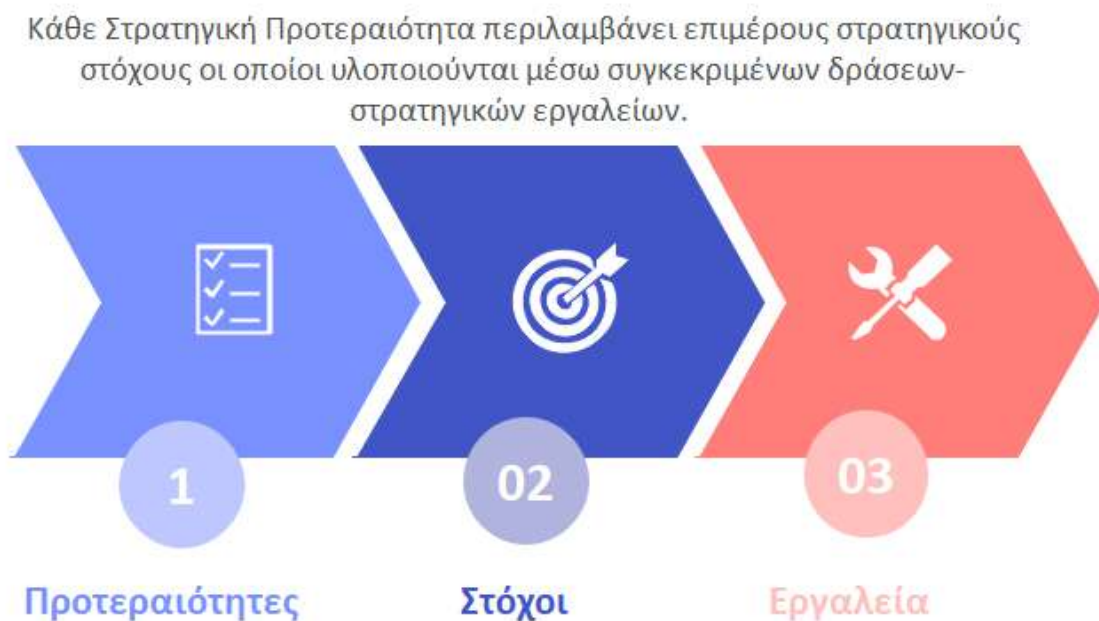 Κάθε Στρατηγική Προτεραιότητα περιλαμβάνει επιμέρους στρατηγικούς
στόχους οι οποίοι υλοποιούνται μέσω συγκεκριμένων δράσεων-
στρατηγικών εργαλείων.
1
02
03
Προτεραιότητες
Στόχοι
Εργαλεία